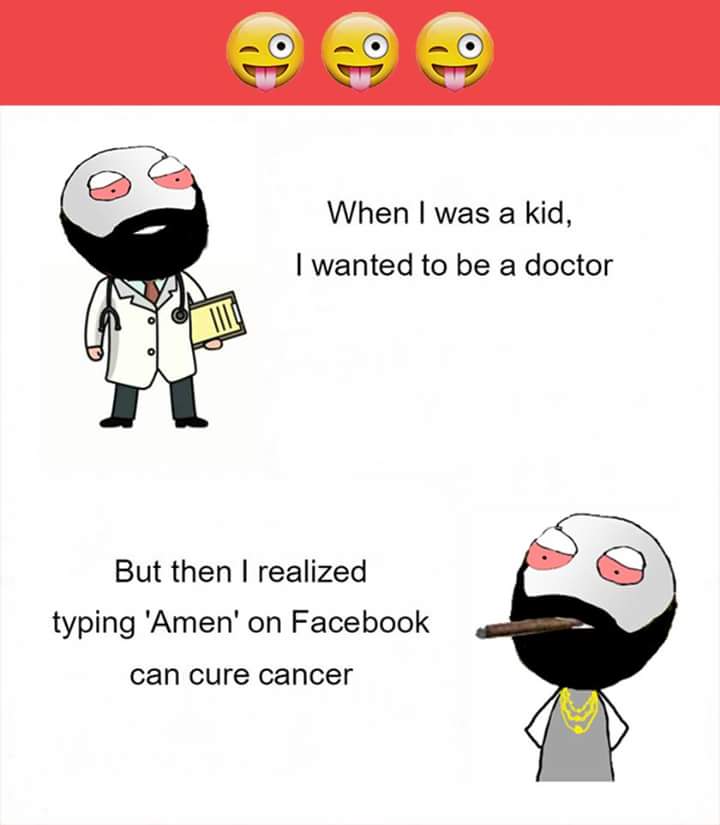 When I was a kid,
I wanted to be a doctor
But then I realized
typing 'Amen' on Facebook
can cure cancer